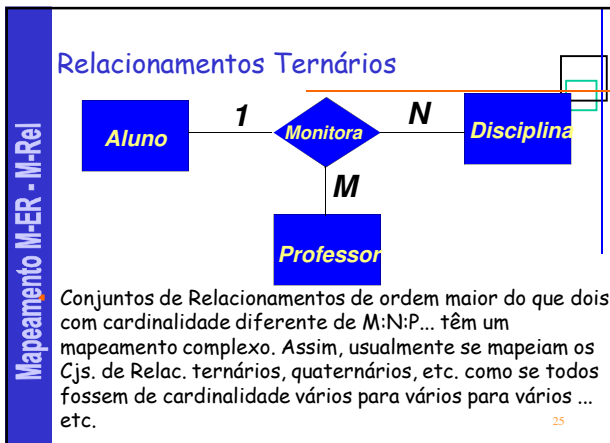 Mapeamento M-ER - M-Rel
Relacionamentos Ternários
Aluno
1
Monitora
N
Disciplina
M
Professor
Conjuntos de Relacionamentos de ordem maior do que dois
com cardinalidade diferente de M:N:P... têm um
mapeamento complexo. Assim, usualmente se mapeiam os
Cjs. de Relac. ternários, quaternários, etc. como se todos
fossem de cardinalidade vários para vários para vários ...
etc.
25